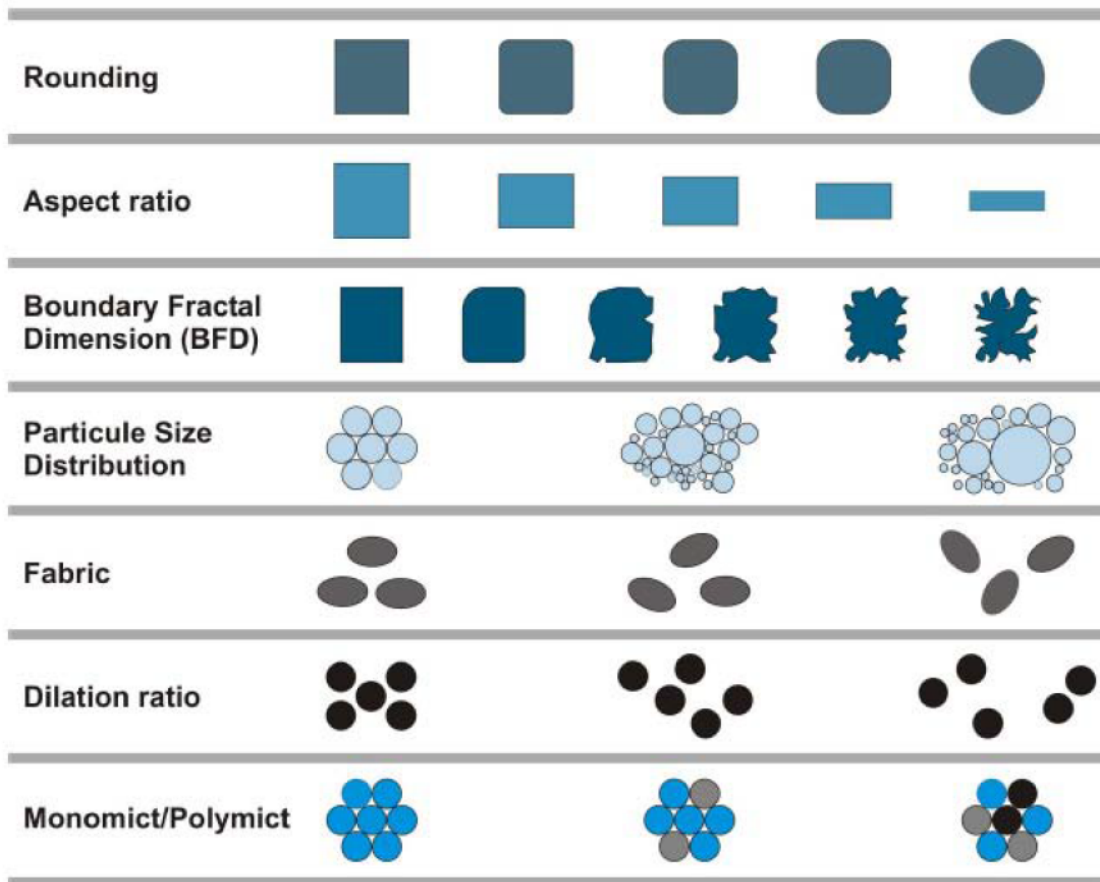 Rounding
Aspect ratio
Boundary Fractal
Dimension (BFD)
Particule Size
Distribution
Fabric
Dilation ratio
Monomict/Polymict